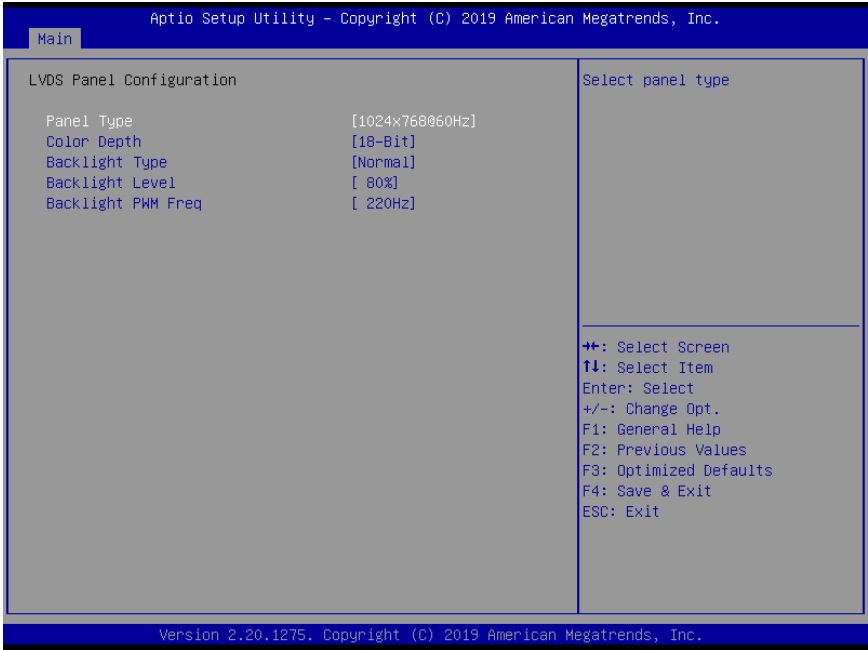 Aptio Setup Utility – Copyright (C) 2019 American Megatrends, Inc.
Main
LVDS Panel Configuration
Panel Type [1024x768@60Hz]
Color Depth [18-Bit]
Backlight Type [Normal]
Backlight Level [ 80%]
Backlight PWM Freq [ 220Hz]
Select panel type
→←: Select Screen
↑↓: Select Item
Enter: Select
+/-: Change Opt.
F1: General Help
F2: Previous Values
F3: Optimized Defaults
F4: Save & Exit
ESC: Exit
Version 2.20.1275. Copyright (C) 2019 American Megatrends, Inc.